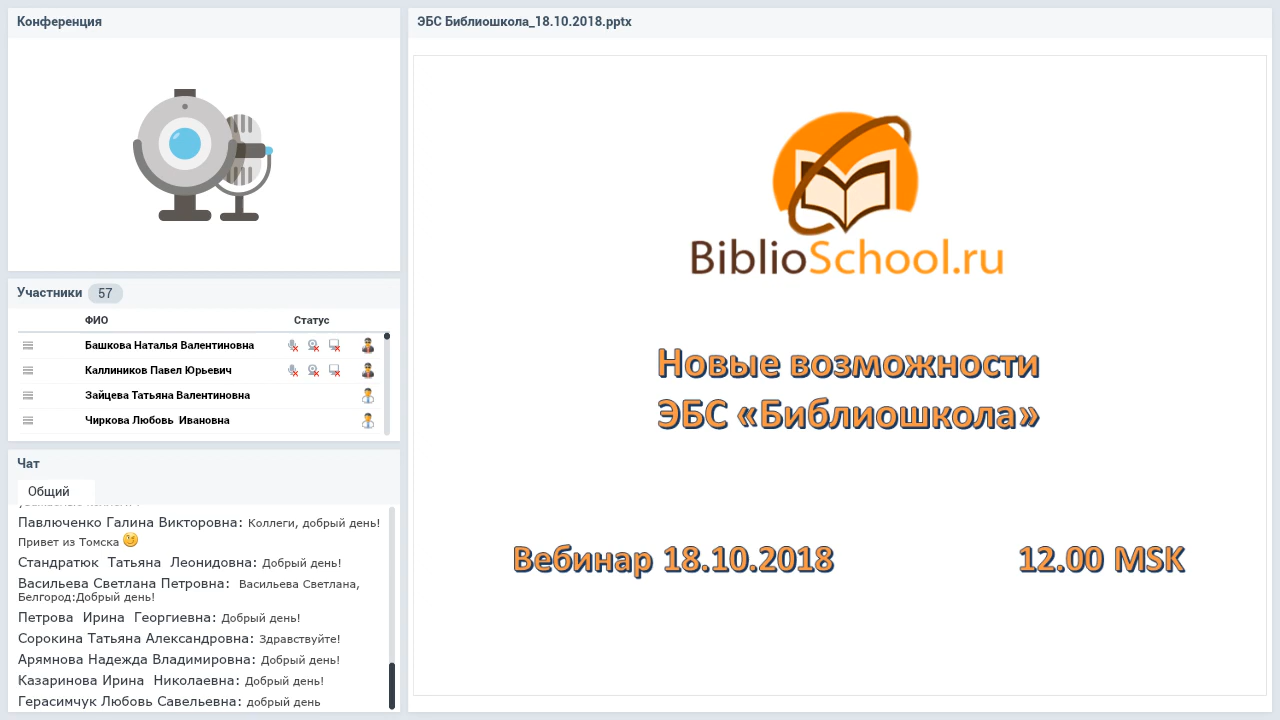 Конференция
Участники 57
ФИО Статус
Башкова Наталья Валентиновна
Каллиников Павел Юрьевич
Зайцева Татьяна Валентиновна
Чиркова Любовь Ивановна
Чат
Общий
Павлюченко Галина Викторовна: Коллеги, добрый день!
Привет из Томска
Стандратюк Татьяна Леонидовна: Добрый день!
Васильева Светлана Петровна: Васильева Светлана,
Белгород:Добрый день!
Петрова Ирина Георгиевна: Добрый день!
Сорокина Татьяна Александровна: Здравствуйте!
Арямнова Надежда Владимировна: Добрый день!
Казаринова Ирина Николаевна: Добрый день!
Герасимчук Любовь Савельевна: добрый день
ЭБС Библиошкола_18.10.2018.pptx
BiblioSchool.ru
Новые возможности
ЭБС «Библиошкола»
Вебинар 18.10.2018 12.00 MSK